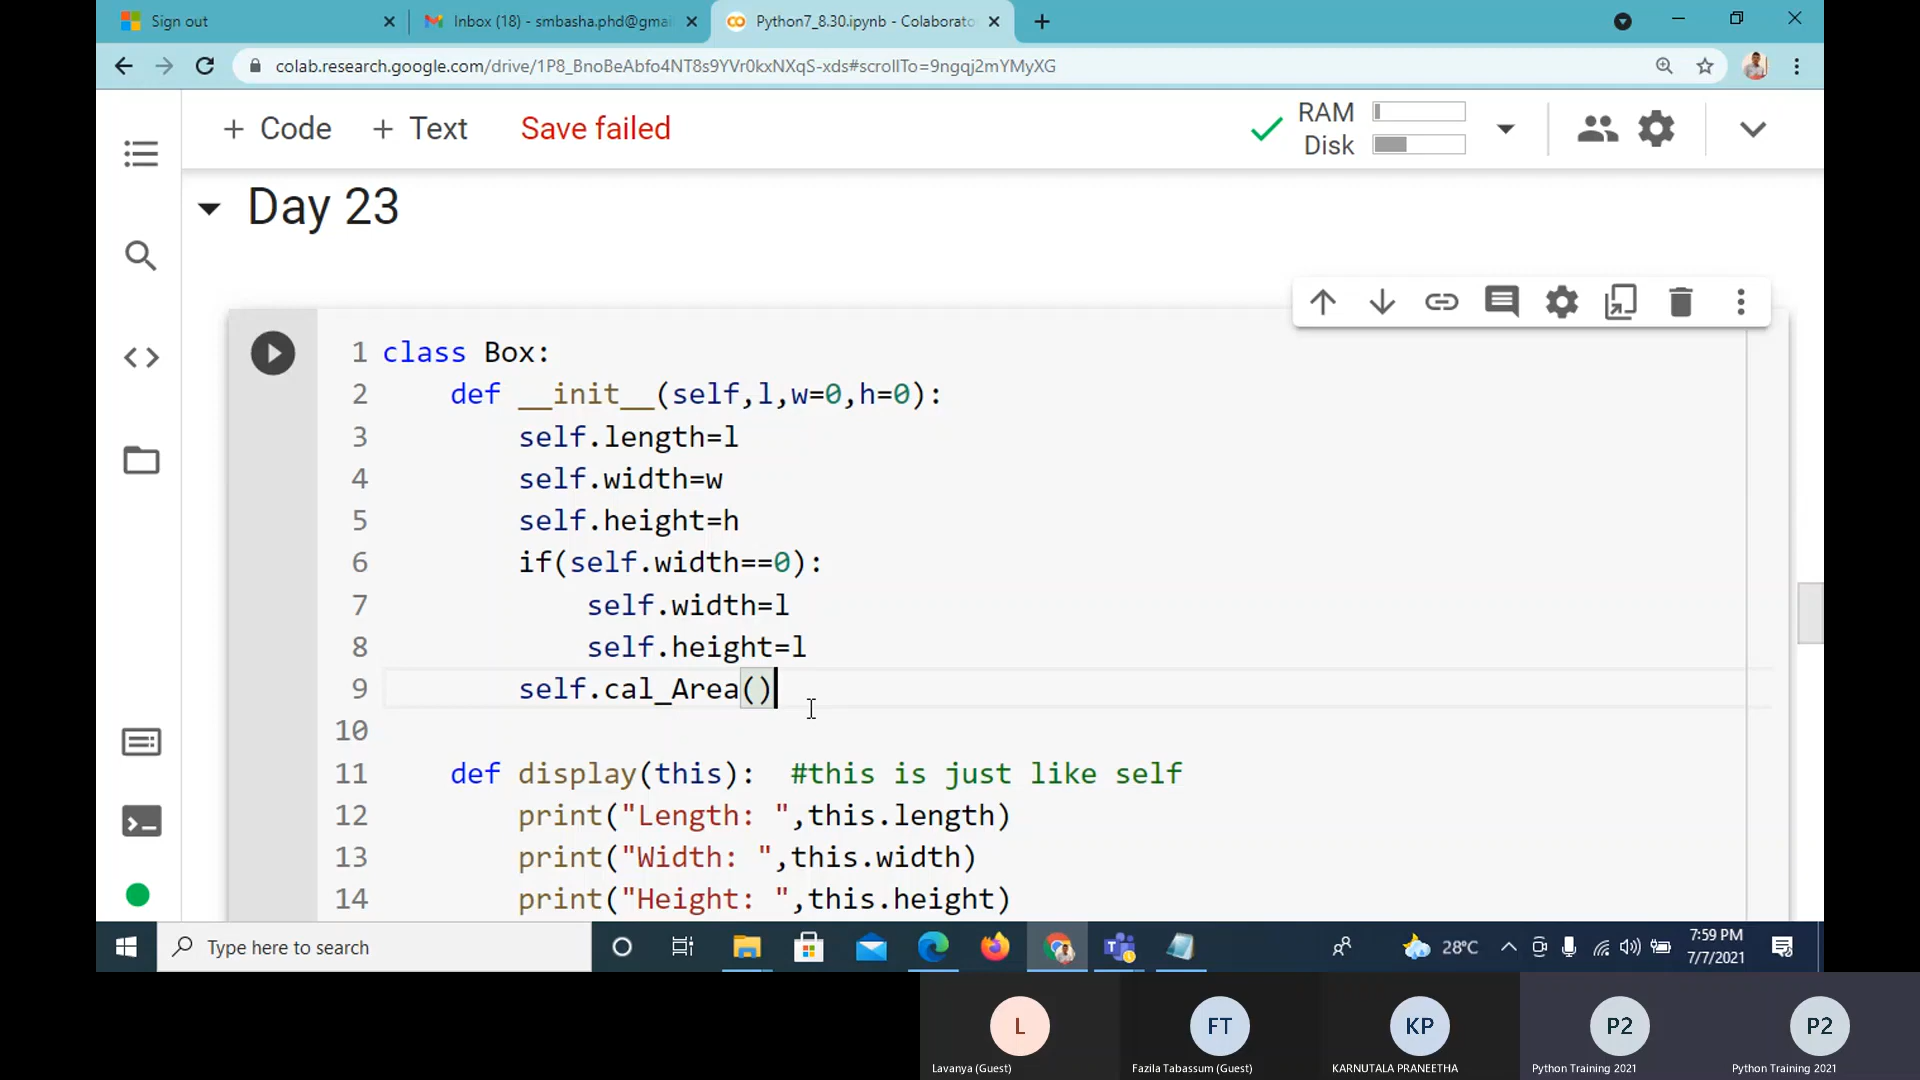 Sign out
Inbox (18) - smbasha.phd@gmai
Python7_8.30.ipynb - Colaborato
colab.research.google.com/drive/1P8_BnoBeAbfo4NT8s9YVr0kxNXqS-xds#scrollTo=9ngqj2mYMyXG
+ Code + Text Save failed
RAM
Disk
Day 23
1 class Box:
2 def __init__(self,l,w=0,h=0):
3 self.length=l
4 self.width=w
5 self.height=h
6 if(self.width==0):
7 self.width=l
8 self.height=l
9 self.cal_Area()
10
11 def display(this): #this is just like self
12 print("Length: ",this.length)
13 print("Width: ",this.width)
14 print("Height: ",this.height)
Type here to search
28°C
7:59 PM
7/7/2021
L
FT
KP
P2
P2
Lavanya (Guest)
Fazila Tabassum (Guest)
KARNUTALA PRANEETHA
Python Training 2021
Python Training 2021